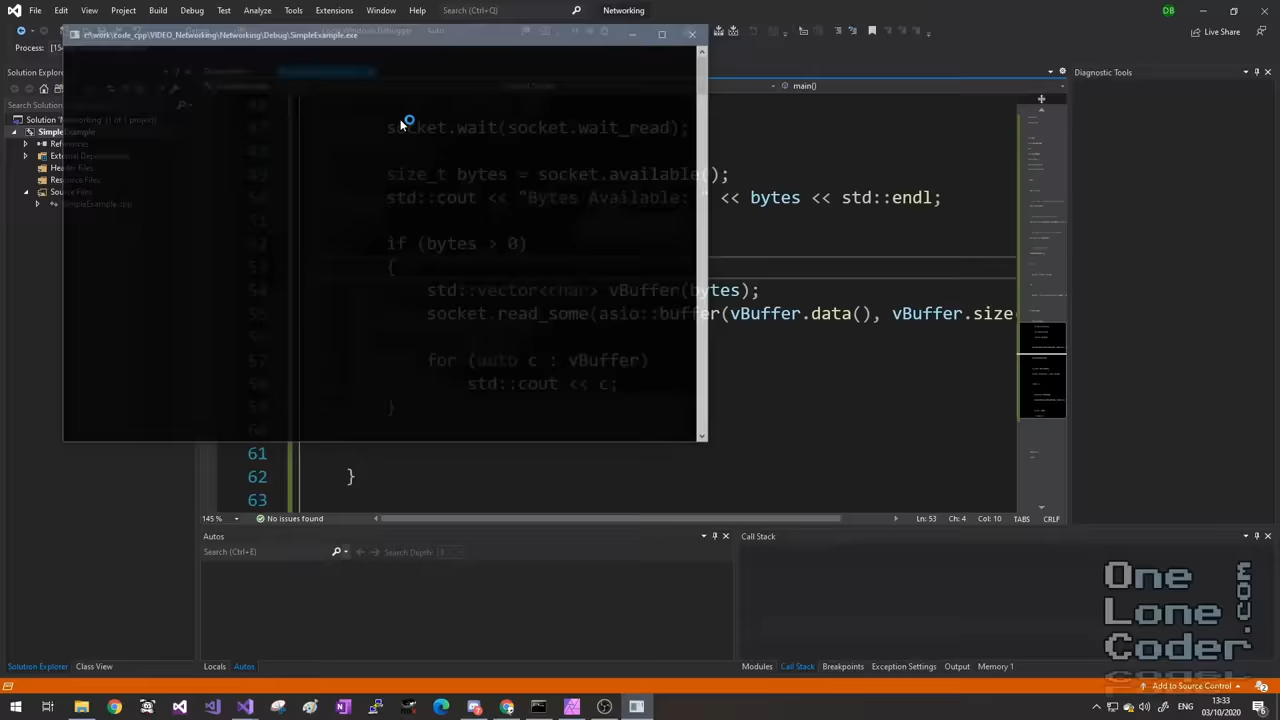 File Edit View Project Build Debug Test Analyze Tools Extensions Window Help Search (Ctrl+Q) Networking DB
c:\work\code_cpp\VIDEO_Networking\Networking\Debug\SimpleExample.exe
Live Share
Process:
Solution Explorer
main()
Diagnostic Tools
Solution 'Networking' (1 of 1 project)
SimpleExample
References
External Dependencies
Header Files
Resource Files
Source Files
SimpleExample.cpp
socket.wait(socket.wait_read);
size_t bytes = socket.available();
std::cout << "Bytes Available: << bytes << std::endl;
if (bytes > 0)
{
std::vector<char> vBuffer(bytes);
socket.read_some(asio::buffer(vBuffer.data(), vBuffer.size
for (auto c : vBuffer)
std::cout << c;
}
61
62 }
63
145 % No issues found Ln: 53 Ch: 4 Col: 10 TABS CRLF
Autos
Search (Ctrl+E) Search Depth:
Call Stack
One
Lone
Coder
.com
Solution Explorer Class View Locals Autos Modules Call Stack Breakpoints Exception Settings Output Memory 1
Add to Source Control 2
13:33
03/10/2020